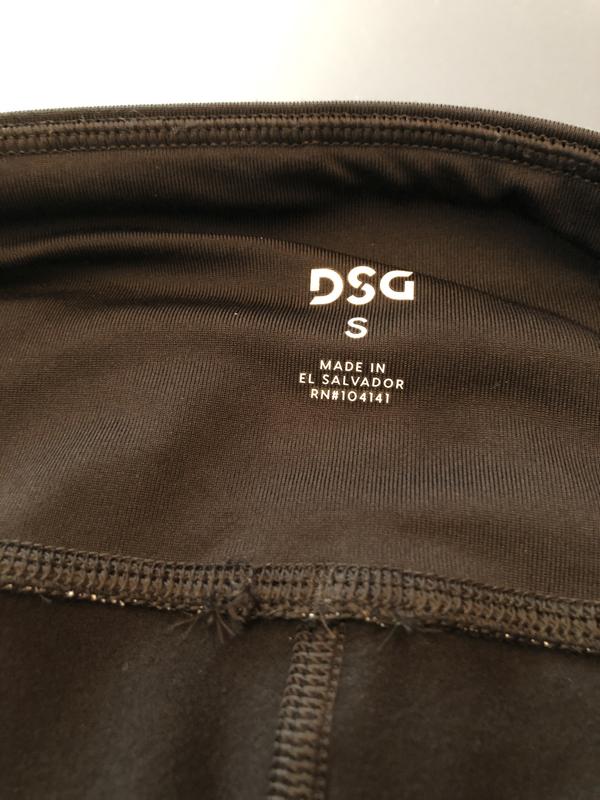 DSG
S
MADE IN
EL SALVADOR
RN#104141